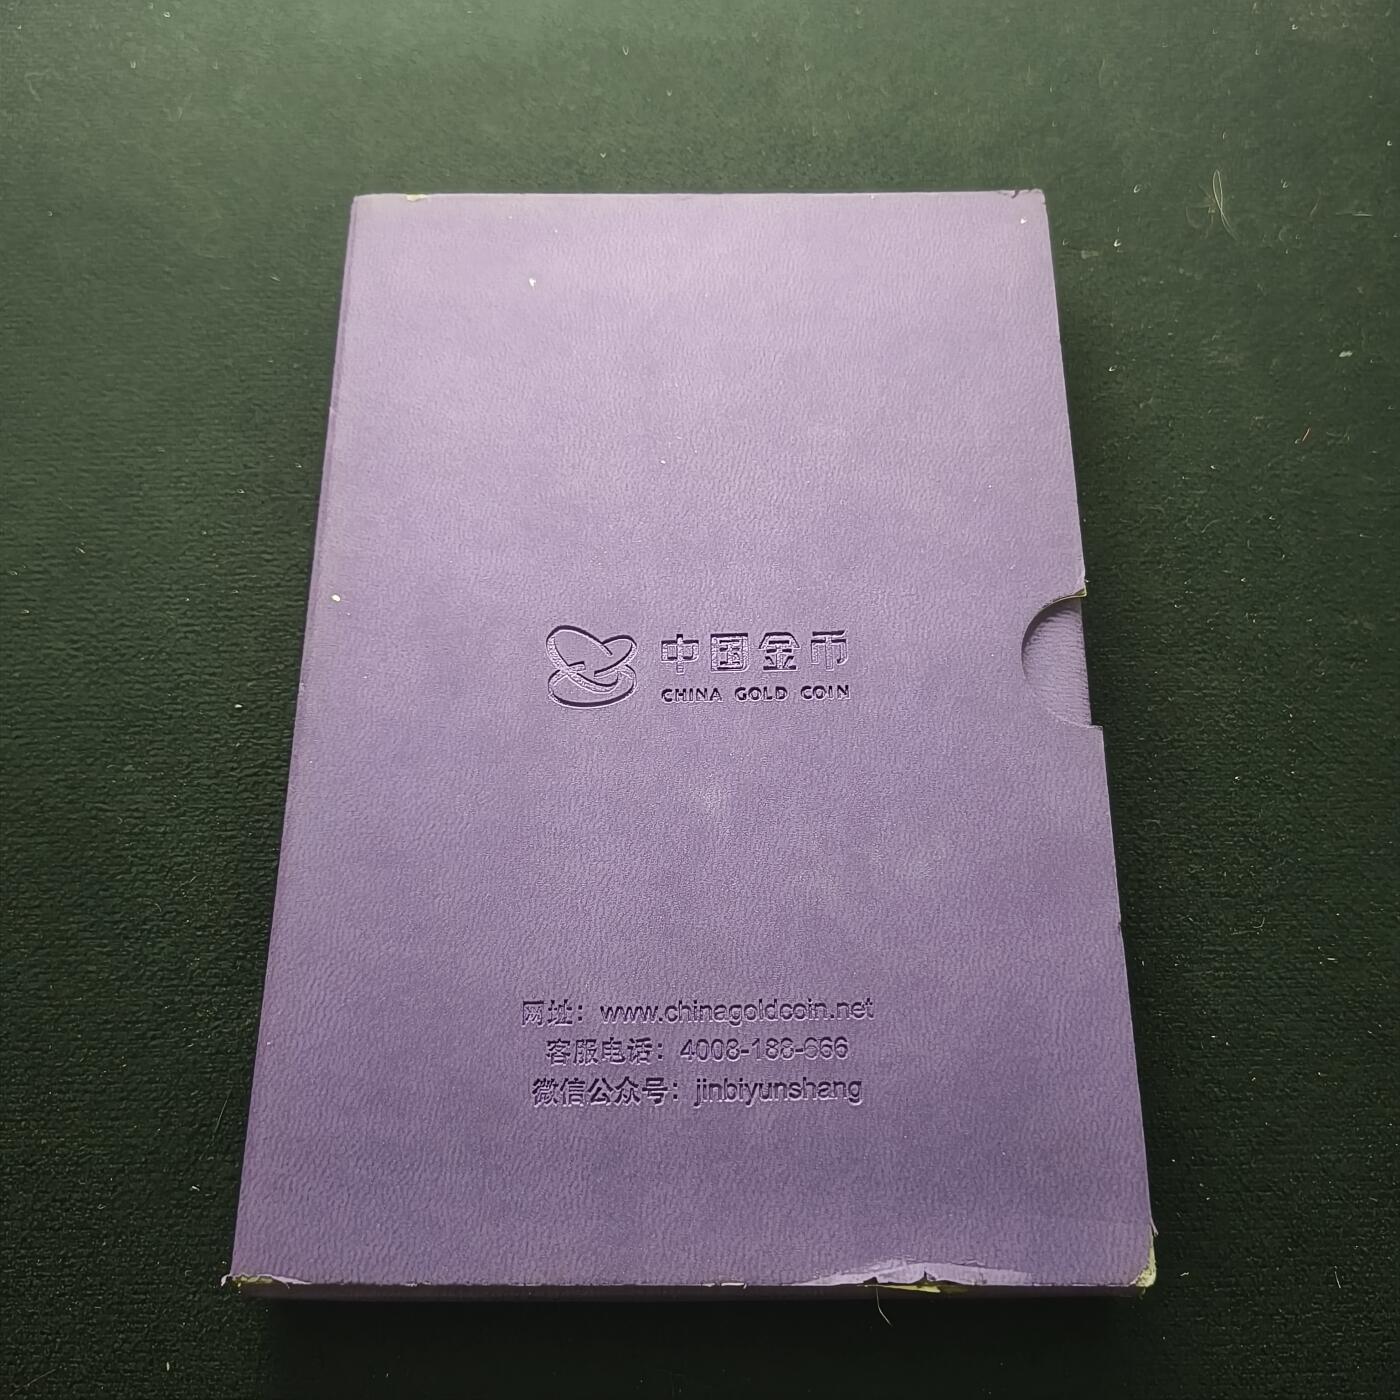 中国金币
CHINA GOLD COIN
网址：www.chinagoldcoin.net
客服电话：4008-188-666
微信公众号：jinbiyunshang